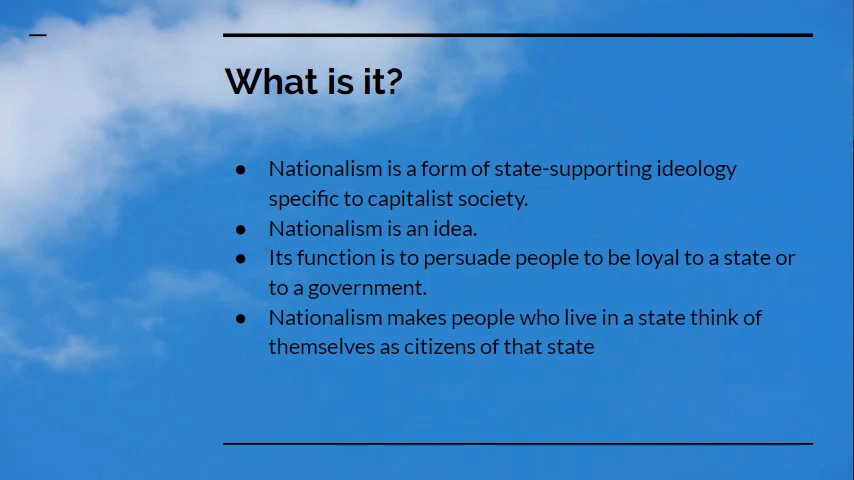 What is it?
● Nationalism is a form of state-supporting ideology
specific to capitalist society.
● Nationalism is an idea.
● Its function is to persuade people to be loyal to a state or
to a government.
● Nationalism makes people who live in a state think of
themselves as citizens of that state